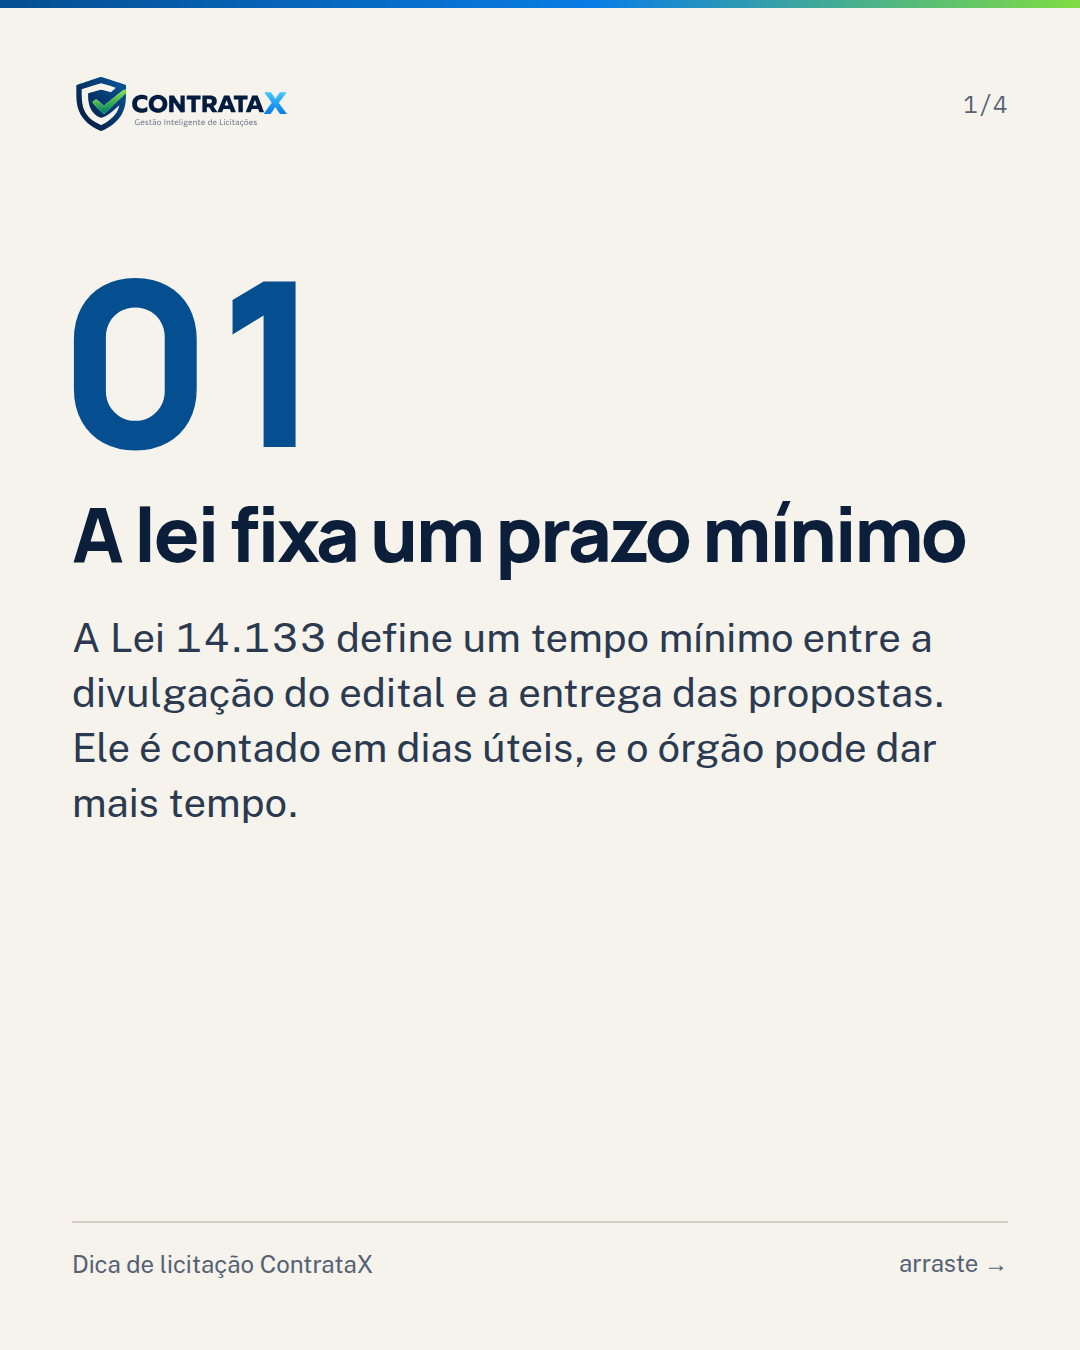 CONTRATAX
Gestão Inteligente de Licitações
1/4
01
A lei fixa um prazo mínimo
A Lei 14.133 define um tempo mínimo entre a
divulgação do edital e a entrega das propostas.
Ele é contado em dias úteis, e o órgão pode dar
mais tempo.
Dica de licitação ContrataX
arraste →